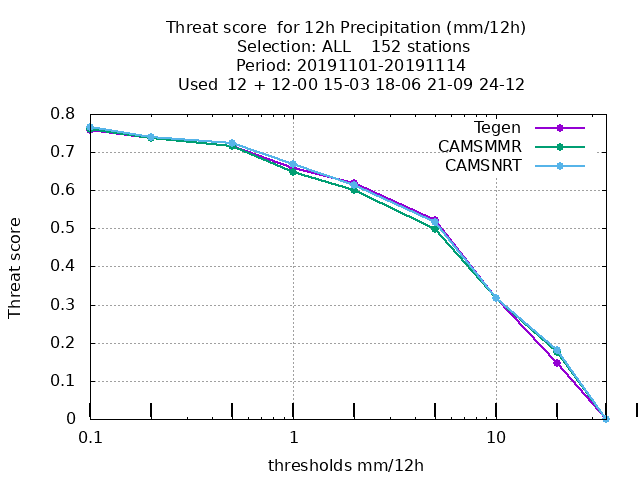 Threat score  for 12h Precipitation (mm/12h)
Selection: ALL    152 stations
Period: 20191101-20191114
Used  12 + 12-00 15-03 18-06 21-09 24-12
Tegen
CAMSMMR
CAMSNRT
Threat score
0.8
0.7
0.6
0.5
0.4
0.3
0.2
0.1
0
0.1
1
10
thresholds mm/12h